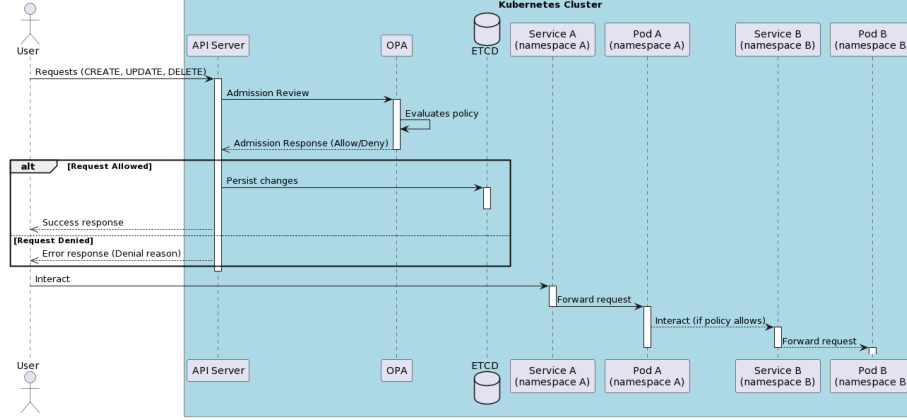 Kubernetes Cluster
User
API Server
OPA
ETCD
Service A
(namespace A)
Pod A
(namespace A)
Service B
(namespace B)
Pod B
(namespace B)
Requests (CREATE, UPDATE, DELETE)
Admission Review
Evaluates policy
Admission Response (Allow/Deny)
alt
[Request Allowed]
Persist changes
Success response
[Request Denied]
Error response (Denial reason)
Interact
Forward request
Interact (if policy allows)
Forward request
User
API Server
OPA
ETCD
Service A
(namespace A)
Pod A
(namespace A)
Service B
(namespace B)
Pod B
(namespace B)